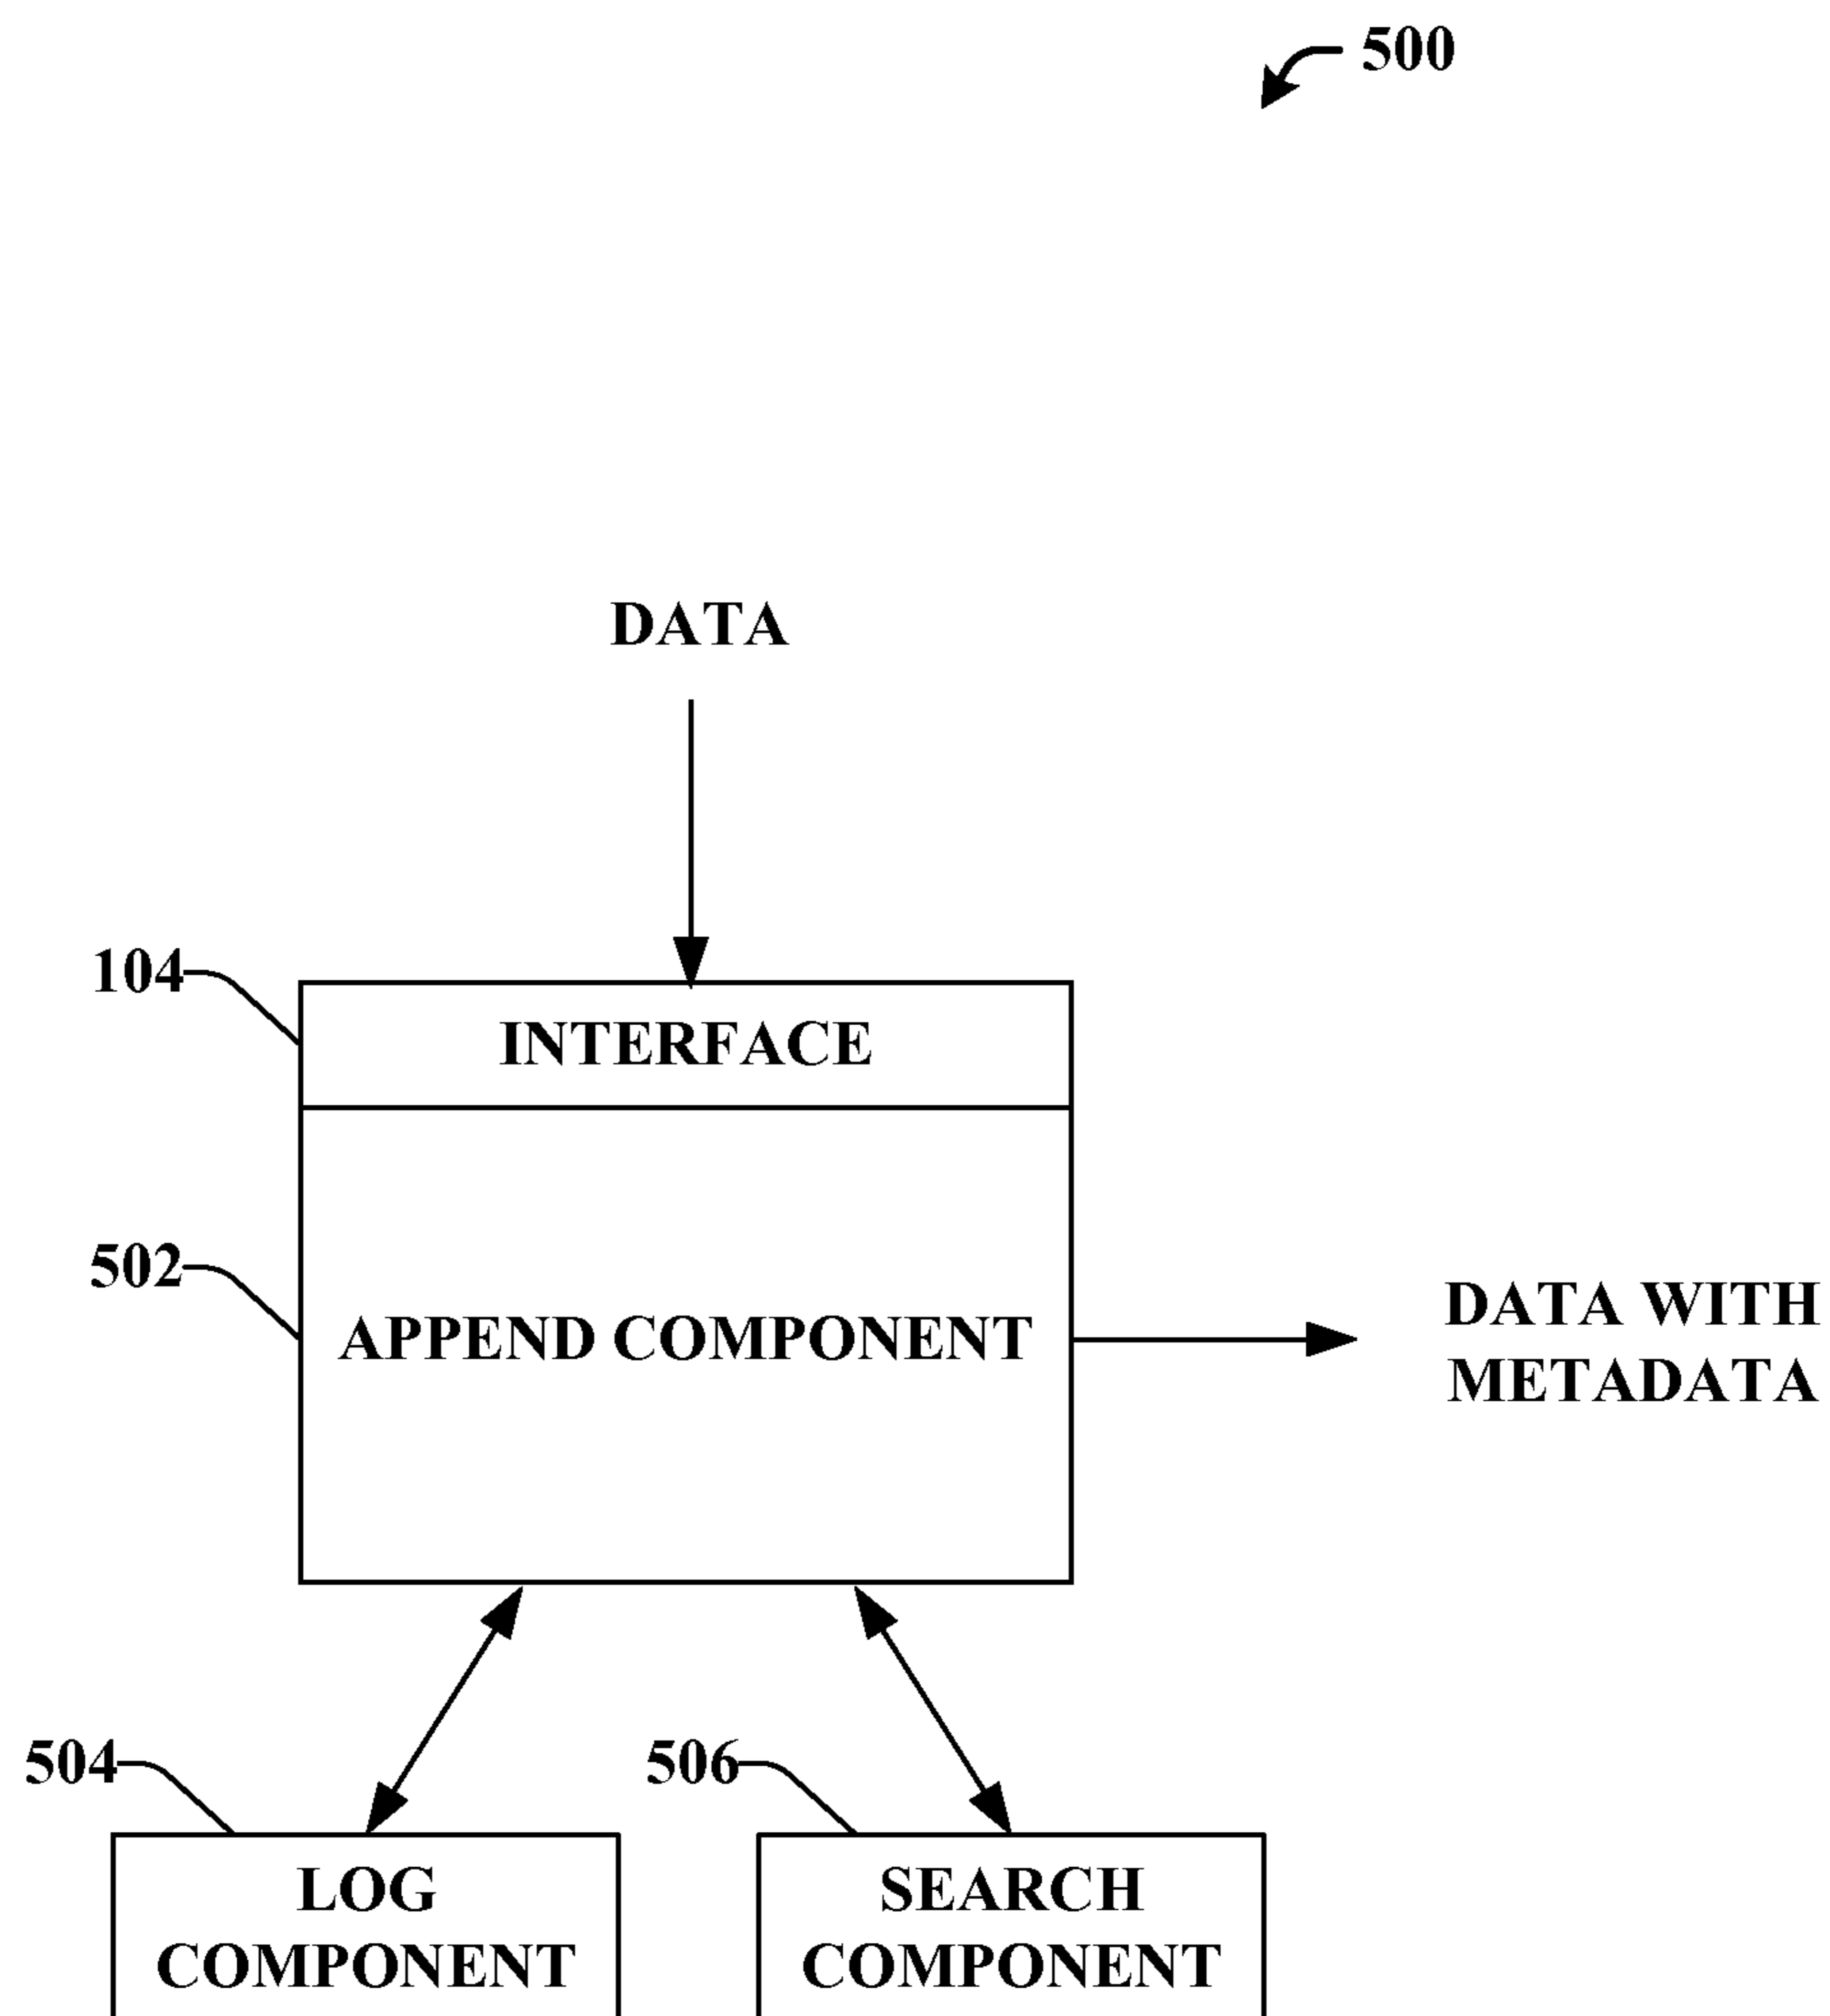 500
DATA
104
INTERFACE
502
APPEND COMPONENT
DATA WITH
METADATA
504
506
LOG
COMPONENT
SEARCH
COMPONENT